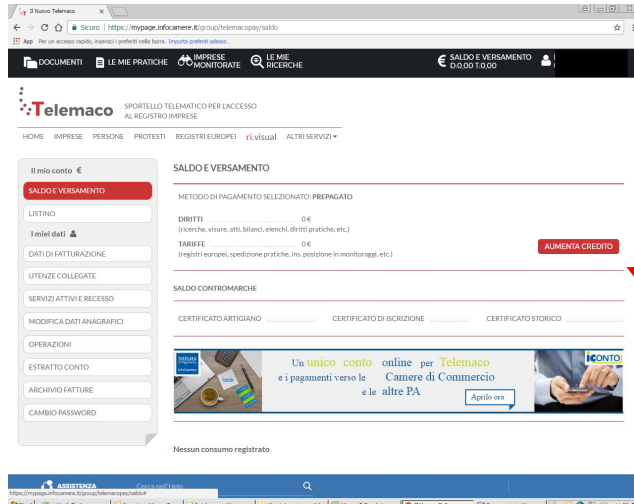 Il Nuovo Telemaco
Sicuro | https://mypage.infocamere.it/group/telemacopay/saldo
App Per un accesso rapido, inserisci i preferiti nella barra. Importa preferiti adesso...
DOCUMENTI LE MIE PRATICHE IMPRESE MONITORATE LE MIE RICERCHE € SALDO E VERSAMENTO D.0,00 T.0,00
Telemaco SPORTELLO TELEMATICO PER L'ACCESSO
AL REGISTRO IMPRESE
HOME IMPRESE PERSONE PROTESTI REGISTRI EUROPEI ri.visual ALTRI SERVIZI
Il mio conto €
SALDO E VERSAMENTO
LISTINO
I miei dati
DATI DI FATTURAZIONE
UTENZE COLLEGATE
SERVIZI ATTIVI E RECESSO
MODIFICA DATI ANAGRAFICI
OPERAZIONI
ESTRATTO CONTO
ARCHIVIO FATTURE
CAMBIO PASSWORD
SALDO E VERSAMENTO
METODO DI PAGAMENTO SELEZIONATO: PREPAGATO
DIRITTI 0 €
(ricerche, visure, atti, bilanci, elenchi, diritti pratiche, etc.)
TARIFFE 0 €
(registri europei, spedizione pratiche, ins. posizione in monitoraggi, etc.)
AUMENTA CREDITO
SALDO CONTROMARCHE
CERTIFICATO ARTIGIANO CERTIFICATO DI ISCRIZIONE CERTIFICATO STORICO
Un unico conto online per Telemaco
e i pagamenti verso le Camere di Commercio
e le altre PA
Aprilo ora
ICONTO
Nessun consumo registrato
ASSISTENZA Cerca nell'Help
https://mypage.infocamere.it/group/telemacopay/saldo#